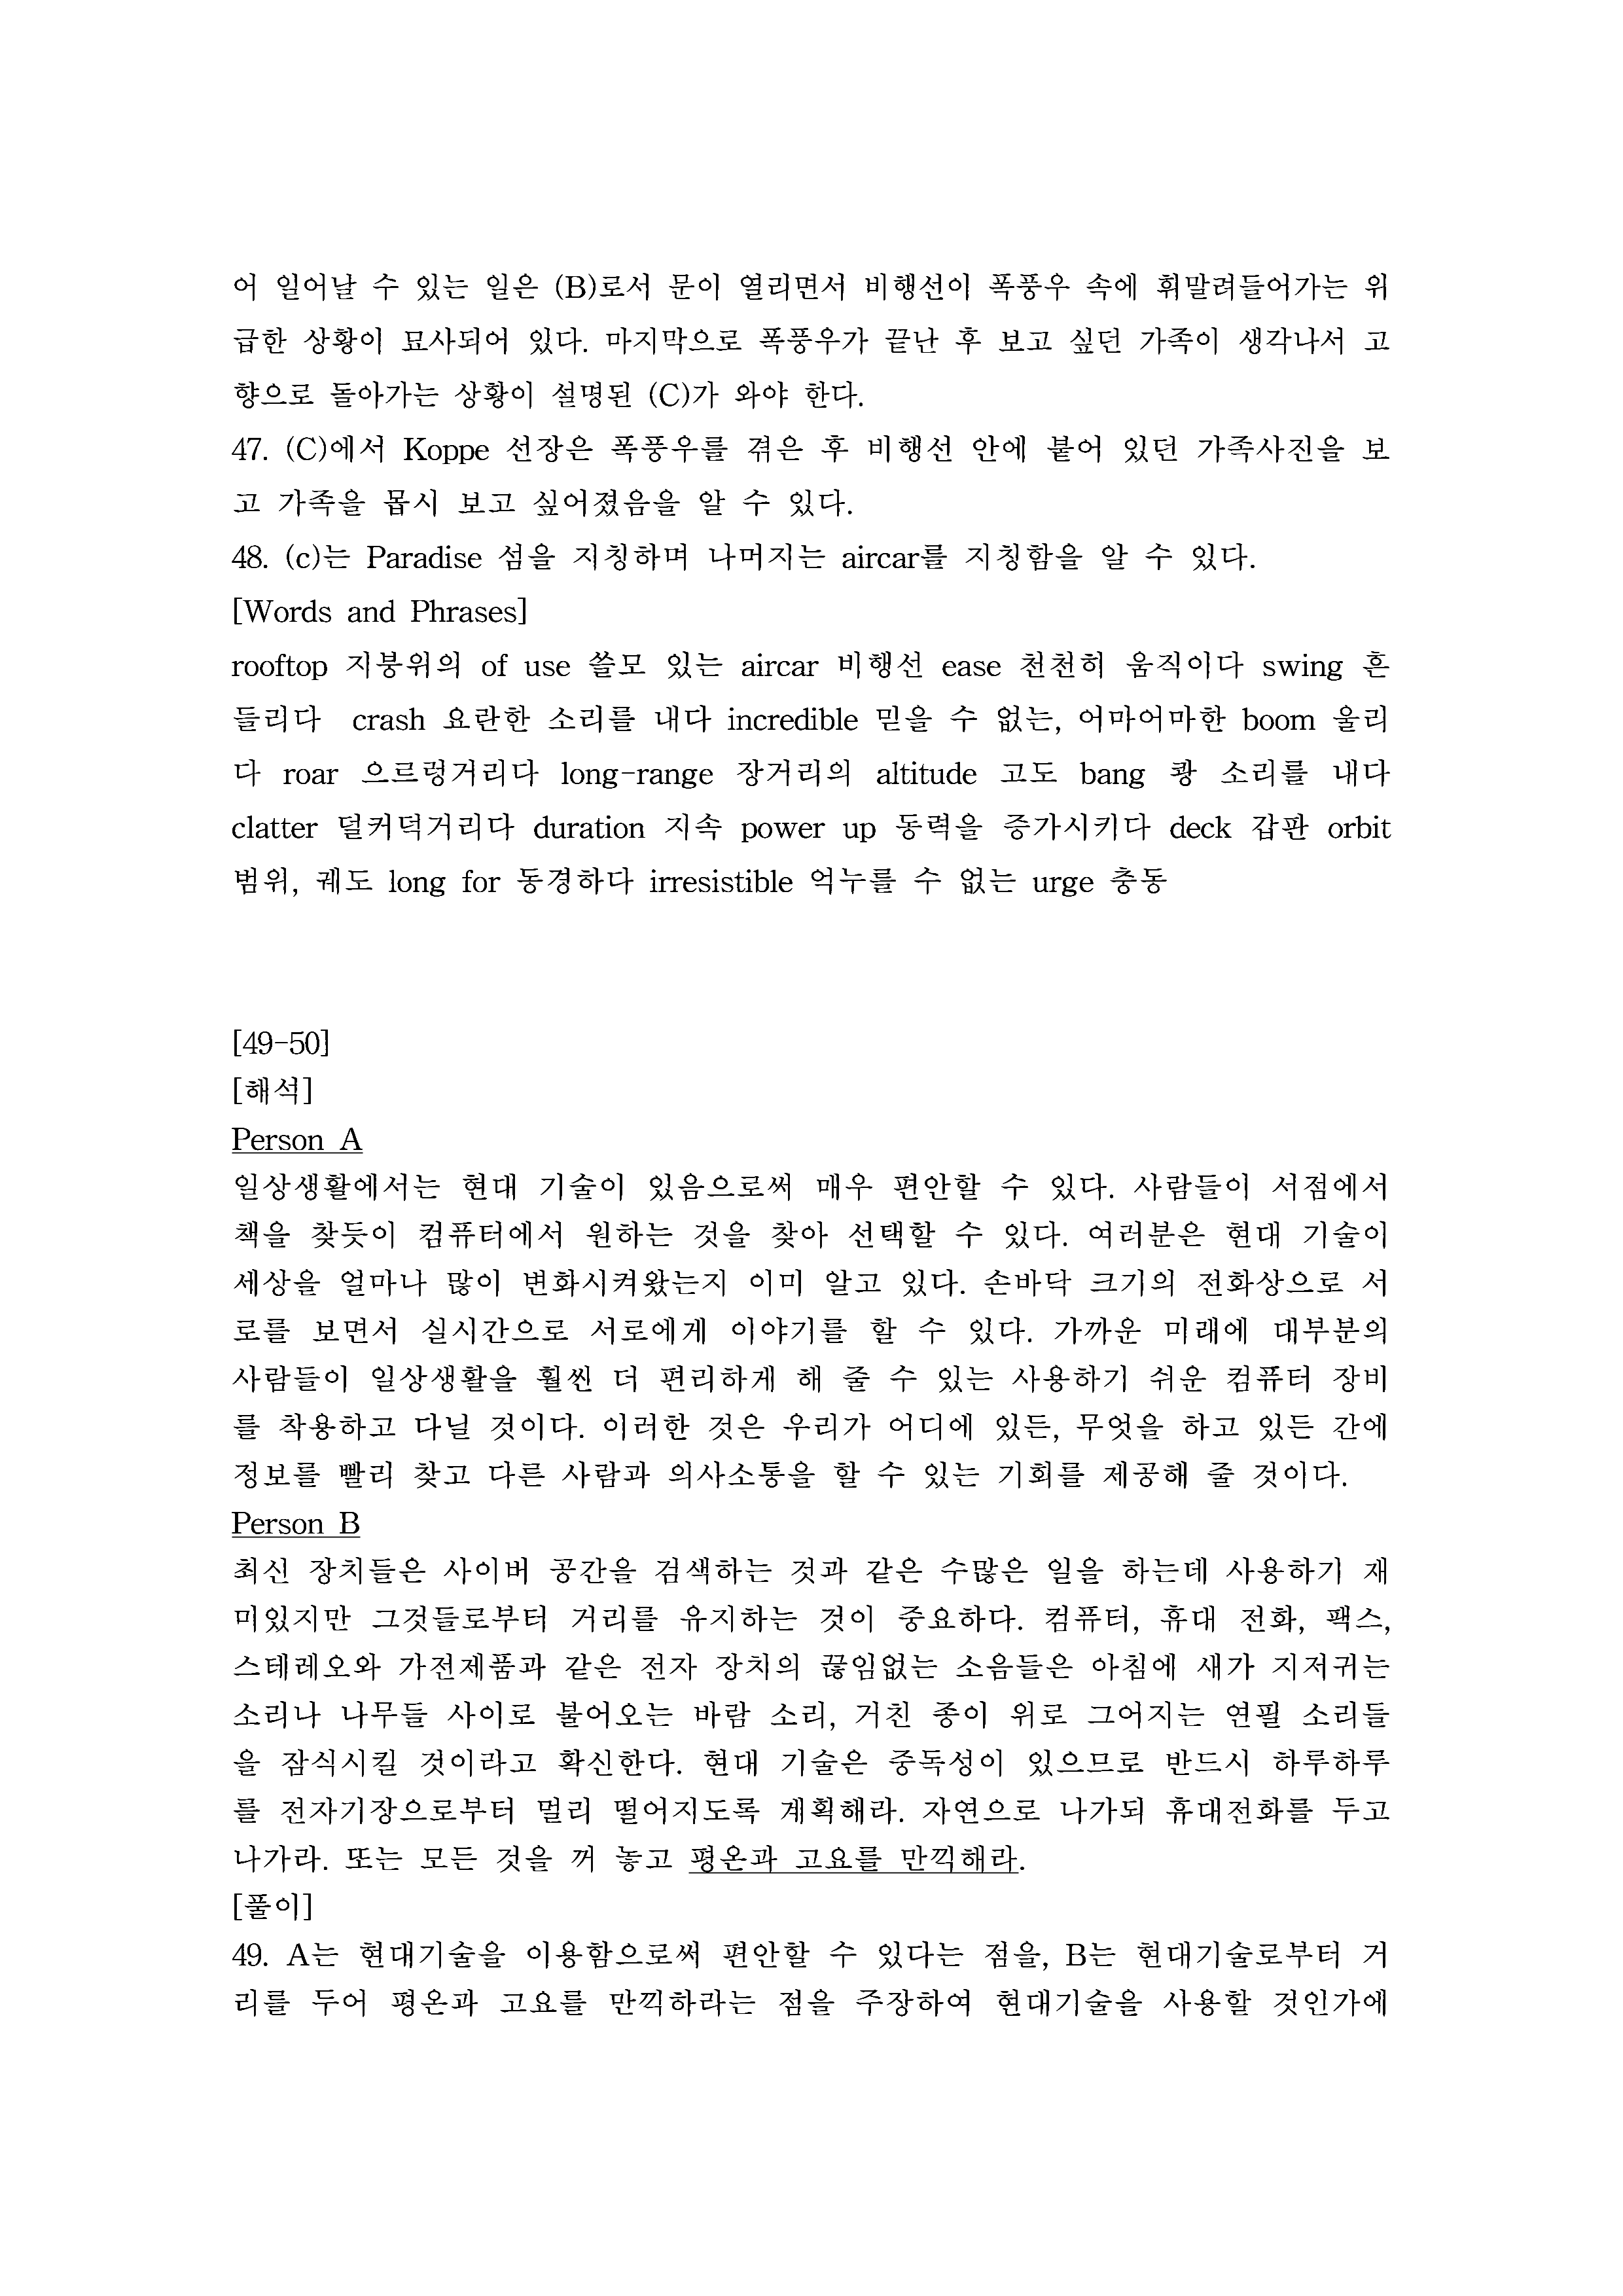 어 일어날 수 있는 일은 (B)로서 문이 열리면서 비행선이 폭풍우 속에 휘말려들어가는 위
급한 상황이 묘사되어 있다. 마지막으로 폭풍우가 끝난 후 보고 싶던 가족이 생각나서 고
향으로 돌아가는 상황이 설명된 (C)가 와야 한다.
47. (C)에서 Koppe 선장은 폭풍우를 겪은 후 비행선 안에 붙어 있던 가족사진을 보
고 가족을 몹시 보고 싶어졌음을 알 수 있다.
48. (c)는 Paradise 섬을 지칭하며 나머지는 aircar를 지칭함을 알 수 있다.
[Words and Phrases]
rooftop 지붕위의 of use 쓸모 있는 aircar 비행선 ease 천천히 움직이다 swing 흔
들리다 crash 요란한 소리를 내다 incredible 믿을 수 없는, 어마어마한 boom 울리
다 roar 으르렁거리다 long-range 장거리의 altitude 고도 bang 쾅 소리를 내다
clatter 덜커덕거리다 duration 지속 power up 동력을 증가시키다 deck 갑판 orbit
범위, 궤도 long for 동경하다 irresistible 억누를 수 없는 urge 충동
[49-50]
[해석]
Person A
일상생활에서는 현대 기술이 있음으로써 매우 편안할 수 있다. 사람들이 서점에서
책을 찾듯이 컴퓨터에서 원하는 것을 찾아 선택할 수 있다. 여러분은 현대 기술이
세상을 얼마나 많이 변화시켜왔는지 이미 알고 있다. 손바닥 크기의 전화상으로 서
로를 보면서 실시간으로 서로에게 이야기를 할 수 있다. 가까운 미래에 대부분의
사람들이 일상생활을 훨씬 더 편리하게 해 줄 수 있는 사용하기 쉬운 컴퓨터 장비
를 착용하고 다닐 것이다. 이러한 것은 우리가 어디에 있든, 무엇을 하고 있든 간에
정보를 빨리 찾고 다른 사람과 의사소통을 할 수 있는 기회를 제공해 줄 것이다.
Person B
최신 장치들은 사이버 공간을 검색하는 것과 같은 수많은 일을 하는데 사용하기 재
미있지만 그것들로부터 거리를 유지하는 것이 중요하다. 컴퓨터, 휴대 전화, 팩스,
스테레오와 가전제품과 같은 전자 장치의 끊임없는 소음들은 아침에 새가 지저귀는
소리나 나무들 사이로 불어오는 바람 소리, 거친 종이 위로 그어지는 연필 소리들
을 잠식시킬 것이라고 확신한다. 현대 기술은 중독성이 있으므로 반드시 하루하루
를 전자기장으로부터 멀리 떨어지도록 계획해라. 자연으로 나가되 휴대전화를 두고
나가라. 또는 모든 것을 꺼 놓고 평온과 고요를 만끽해라.
[풀이]
49. A는 현대기술을 이용함으로써 편안할 수 있다는 점을, B는 현대기술로부터 거
리를 두어 평온과 고요를 만끽하라는 점을 주장하여 현대기술을 사용할 것인가에